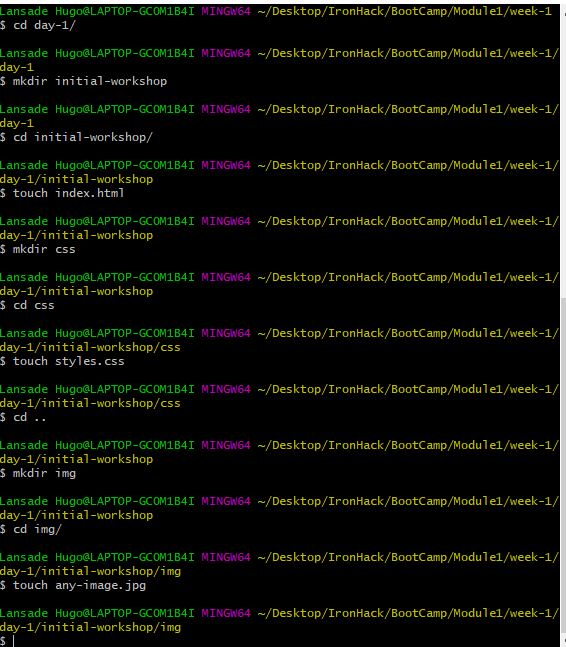 Lansade Hugo@LAPTOP-GCOM1B4I MINGW64 ~/Desktop/IronHack/BootCamp/Module1/week-1
$ cd day-1/
Lansade Hugo@LAPTOP-GCOM1B4I MINGW64 ~/Desktop/IronHack/BootCamp/Module1/week-1/
day-1
$ mkdir initial-workshop
Lansade Hugo@LAPTOP-GCOM1B4I MINGW64 ~/Desktop/IronHack/BootCamp/Module1/week-1/
day-1
$ cd initial-workshop/
Lansade Hugo@LAPTOP-GCOM1B4I MINGW64 ~/Desktop/IronHack/BootCamp/Module1/week-1/
day-1/initial-workshop
$ touch index.html
Lansade Hugo@LAPTOP-GCOM1B4I MINGW64 ~/Desktop/IronHack/BootCamp/Module1/week-1/
day-1/initial-workshop
$ mkdir css
Lansade Hugo@LAPTOP-GCOM1B4I MINGW64 ~/Desktop/IronHack/BootCamp/Module1/week-1/
day-1/initial-workshop
$ cd css
Lansade Hugo@LAPTOP-GCOM1B4I MINGW64 ~/Desktop/IronHack/BootCamp/Module1/week-1/
day-1/initial-workshop/css
$ touch styles.css
Lansade Hugo@LAPTOP-GCOM1B4I MINGW64 ~/Desktop/IronHack/BootCamp/Module1/week-1/
day-1/initial-workshop/css
$ cd ..
Lansade Hugo@LAPTOP-GCOM1B4I MINGW64 ~/Desktop/IronHack/BootCamp/Module1/week-1/
day-1/initial-workshop
$ mkdir img
Lansade Hugo@LAPTOP-GCOM1B4I MINGW64 ~/Desktop/IronHack/BootCamp/Module1/week-1/
day-1/initial-workshop
$ cd img/
Lansade Hugo@LAPTOP-GCOM1B4I MINGW64 ~/Desktop/IronHack/BootCamp/Module1/week-1/
day-1/initial-workshop/img
$ touch any-image.jpg
Lansade Hugo@LAPTOP-GCOM1B4I MINGW64 ~/Desktop/IronHack/BootCamp/Module1/week-1/
day-1/initial-workshop/img
$